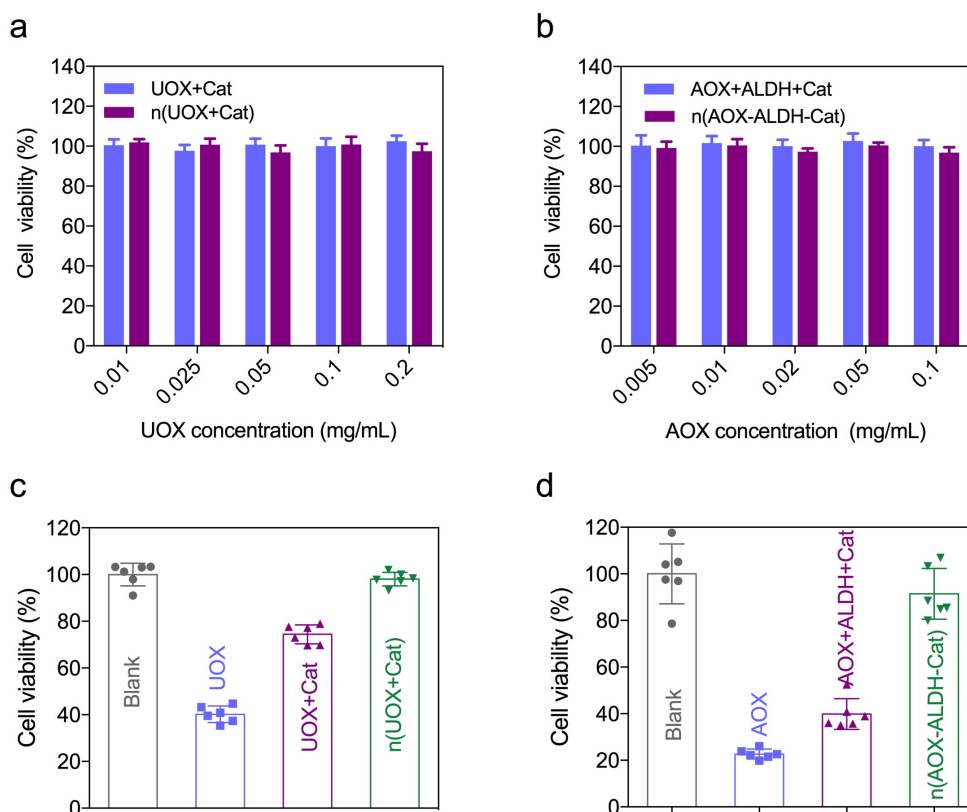 a
Cell viability (%)
140
120
100
80
60
40
20
0
UOX+Cat
n(UOX+Cat)
0.01
0.025
0.05
0.1
0.2
UOX concentration (mg/mL)
b
Cell viability (%)
140
120
100
80
60
40
20
0
AOX+ALDH+Cat
n(AOX-ALDH-Cat)
0.005
0.01
0.02
0.05
0.1
AOX concentration (mg/mL)
c
Cell viability (%)
120
100
80
60
40
20
0
Blank
UOX
UOX+Cat
n(UOX+Cat)
d
Cell viability (%)
120
100
80
60
40
20
0
Blank
AOX
AOX+ALDH+Cat
n(AOX-ALDH-Cat)